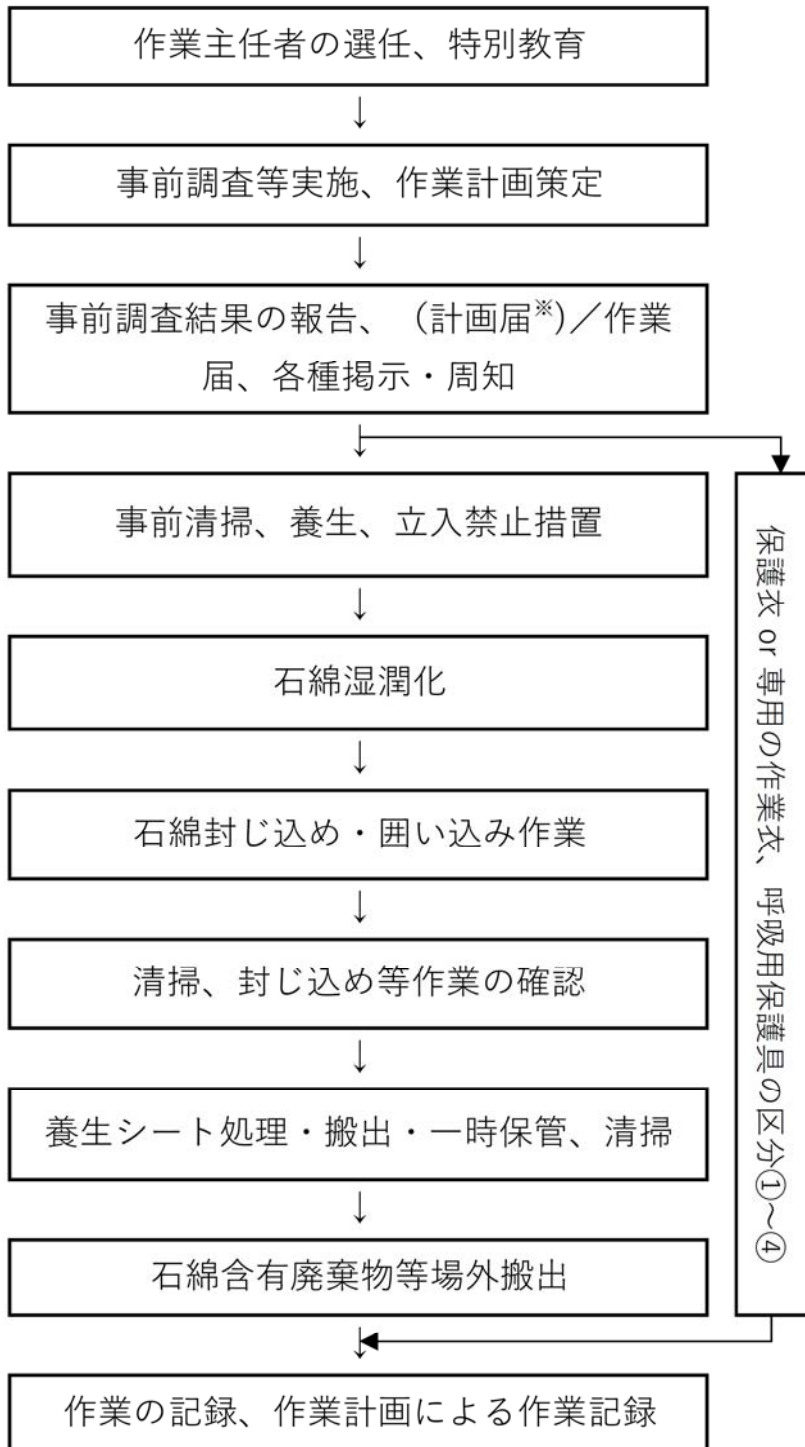 作業主任者の選任、特別教育
↓
事前調査等実施、作業計画策定
↓
事前調査結果の報告、(計画届※)／作業
届、各種掲示・周知
↓
事前清掃、養生、立入禁止措置
↓
石綿湿潤化
↓
石綿封じ込め・囲い込み作業
↓
清掃、封じ込め等作業の確認
↓
養生シート処理・搬出・一時保管、清掃
↓
石綿含有廃棄物等場外搬出
↓
作業の記録、作業計画による作業記録
保護衣 or 専用の作業衣、呼吸用保護具の区分①～④